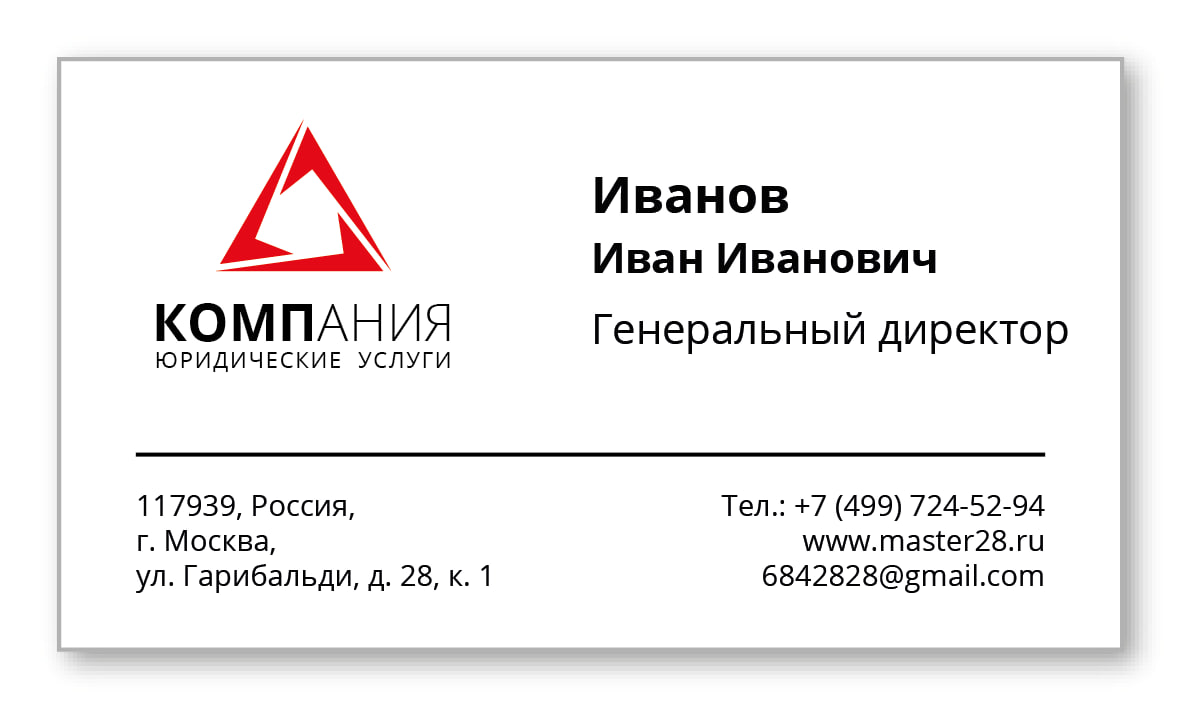 КОМПАНИЯ
ЮРИДИЧЕСКИЕ УСЛУГИ
Иванов
Иван Иванович
Генеральный директор
117939, Россия,
г. Москва,
ул. Гарибальди, д. 28, к. 1
Тел.: +7 (499) 724-52-94
www.master28.ru
6842828@gmail.com